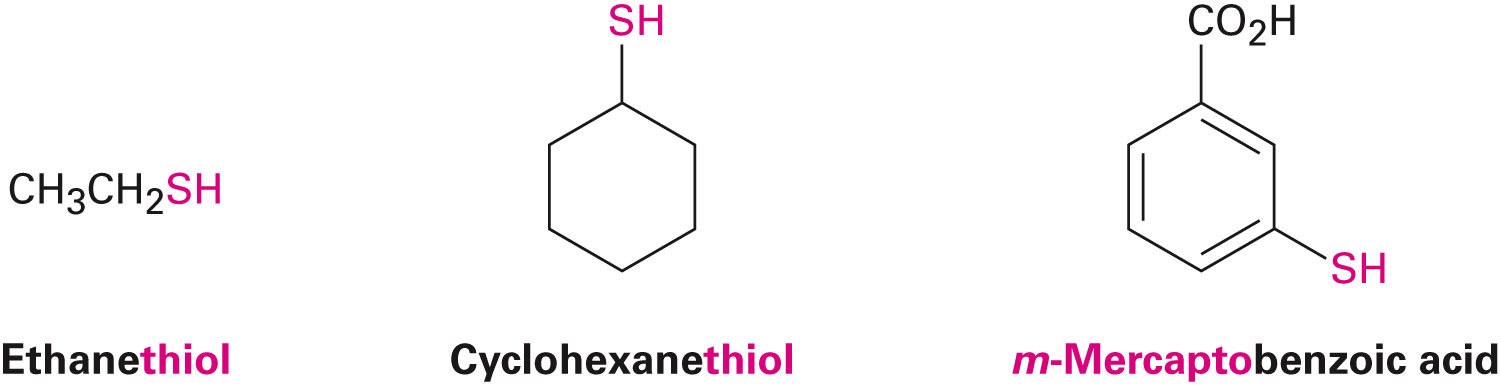 SH
CO₂H
CH₃CH₂SH
SH
Ethanethiol
Cyclohexanethiol
m-Mercaptobenzoic acid